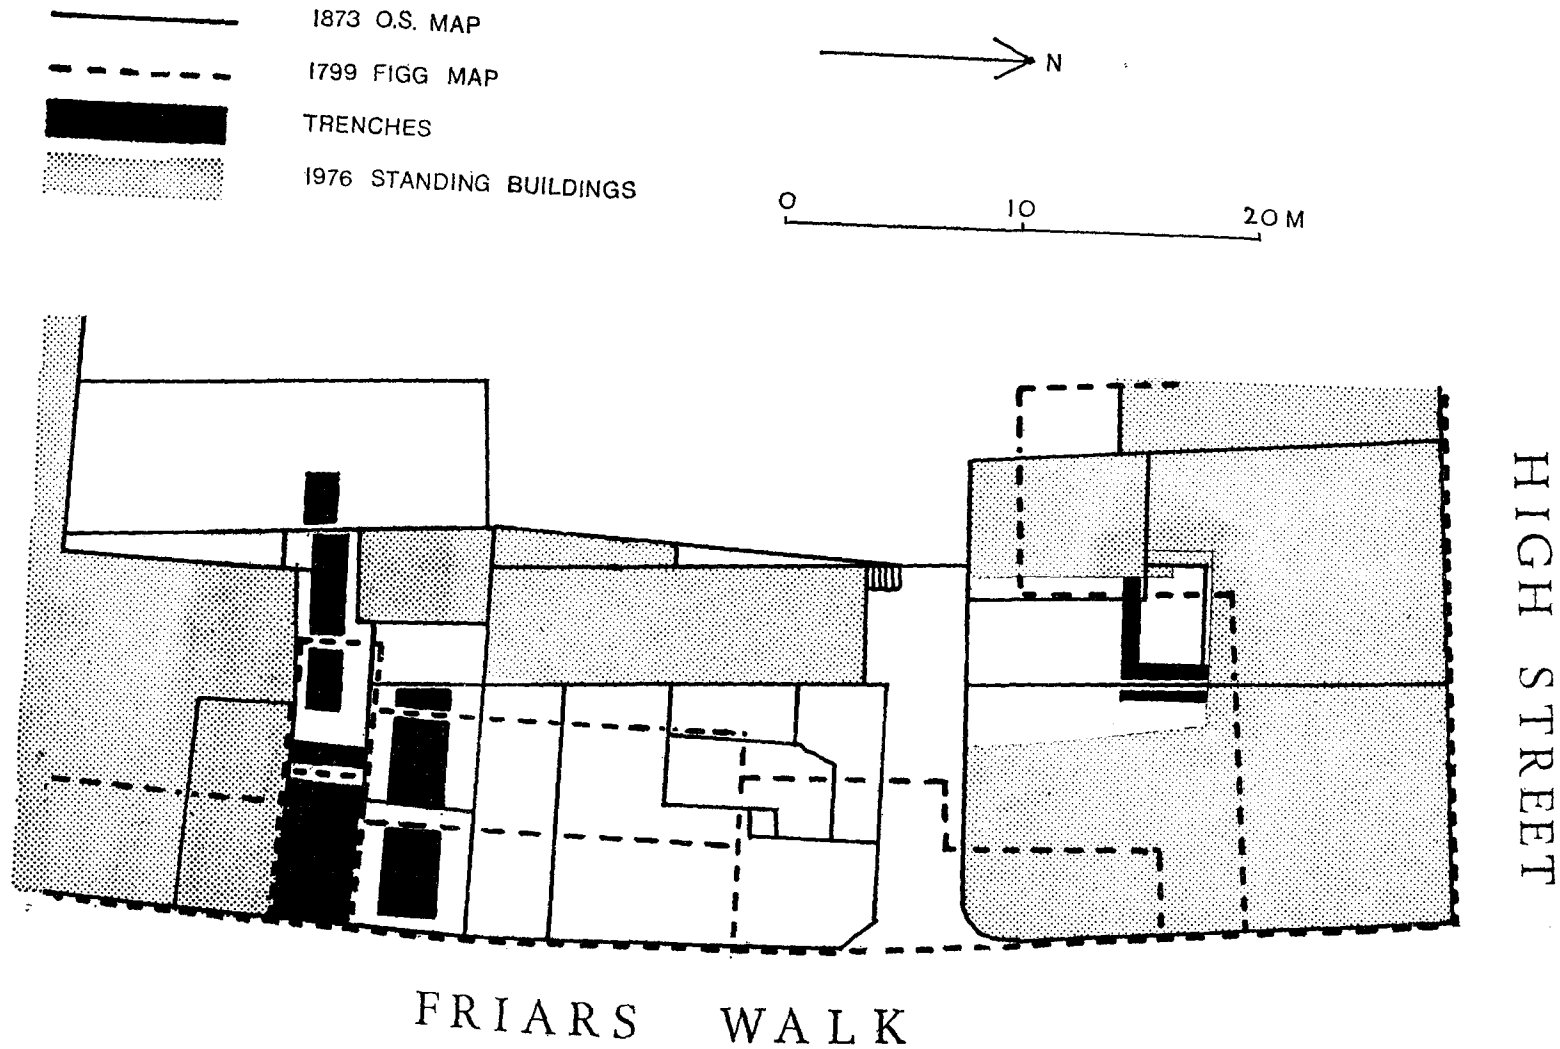 1873 O.S. MAP
1799 FIGG MAP
TRENCHES
1976 STANDING BUILDINGS
N
0 10 20 M
HIGH STREET
FRIARS WALK